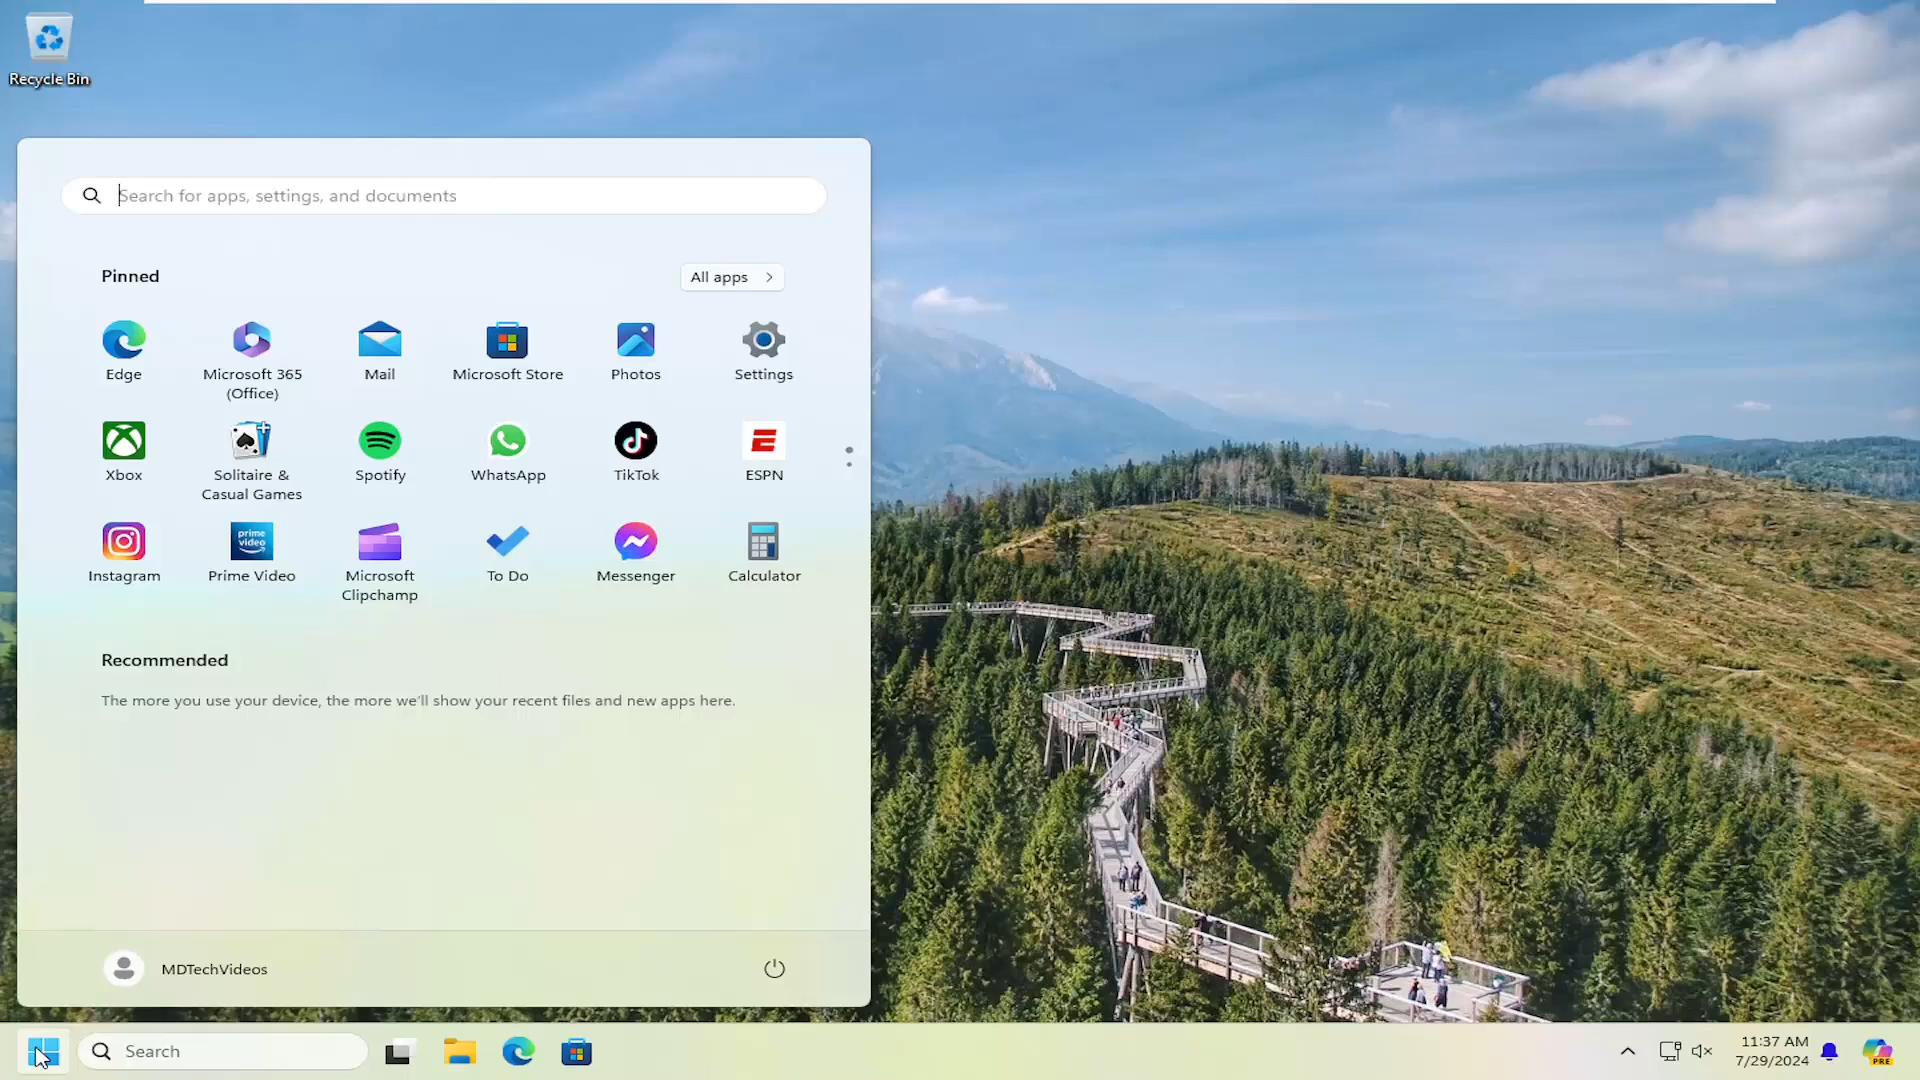 Recycle Bin
Search for apps, settings, and documents
Pinned
All apps
Edge
Microsoft 365
(Office)
Mail
Microsoft Store
Photos
Settings
Xbox
Solitaire &
Casual Games
Spotify
WhatsApp
TikTok
ESPN
prime
video
Instagram
Prime Video
Microsoft
Clipchamp
To Do
Messenger
Calculator
Recommended
The more you use your device, the more we'll show your recent files and new apps here.
MDTechVideos
Search
11:37 AM
7/29/2024
PRE